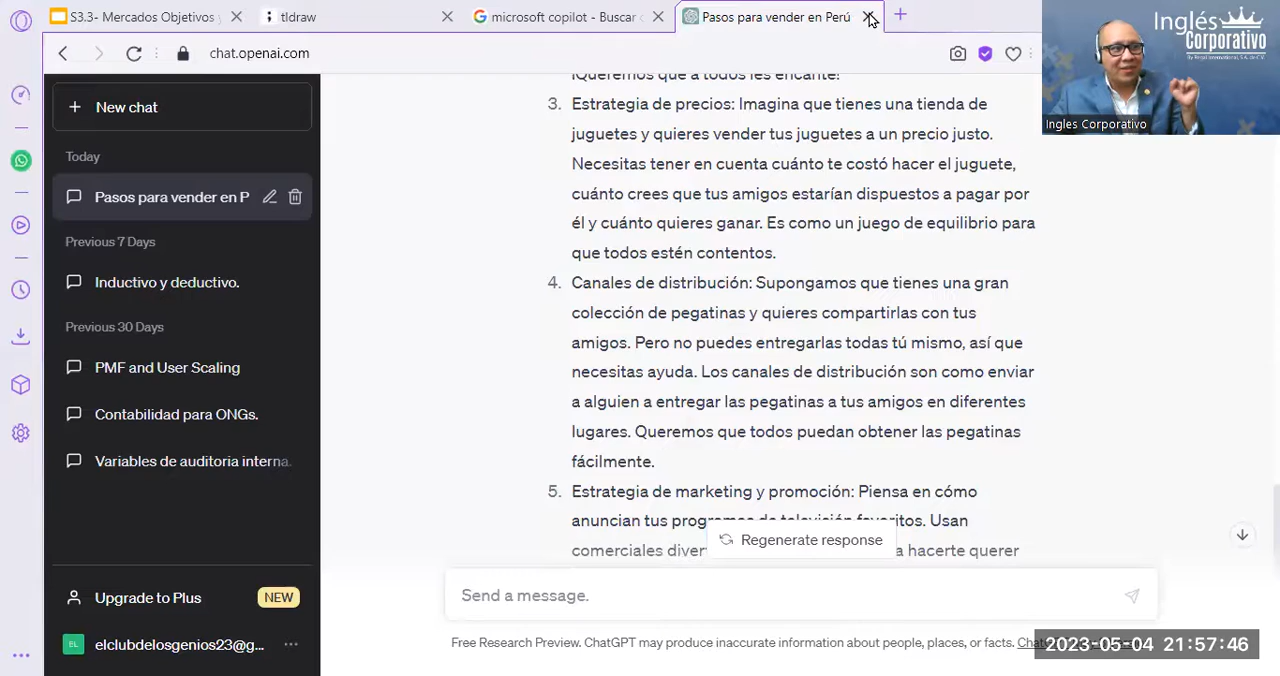 S3.3- Mercados Objetivos y
tldraw
microsoft copilot - Buscar
Pasos para vender en Perú
chat.openai.com
Inglés
Corporativo
By Regal International, S.A. de C.V.
Ingles Corporativo
New chat
Today
Pasos para vender en P
Previous 7 Days
Inductivo y deductivo.
Previous 30 Days
PMF and User Scaling
Contabilidad para ONGs.
Variables de auditoria interna.
Upgrade to Plus
NEW
EL
elclubdelosgenios23@g...
¡Queremos que a todos les encante!
3. Estrategia de precios: Imagina que tienes una tienda de
juguetes y quieres vender tus juguetes a un precio justo.
Necesitas tener en cuenta cuánto te costó hacer el juguete,
cuánto crees que tus amigos estarían dispuestos a pagar por
él y cuánto quieres ganar. Es como un juego de equilibrio para
que todos estén contentos.
4. Canales de distribución: Supongamos que tienes una gran
colección de pegatinas y quieres compartirlas con tus
amigos. Pero no puedes entregarlas todas tú mismo, así que
necesitas ayuda. Los canales de distribución son como enviar
a alguien a entregar las pegatinas a tus amigos en diferentes
lugares. Queremos que todos puedan obtener las pegatinas
fácilmente.
5. Estrategia de marketing y promoción: Piensa en cómo
anuncian tus programas de televisión favoritos. Usan
comerciales hacerte querer
Regenerate response
Send a message.
Free Research Preview. ChatGPT may produce inaccurate information about people, places, or facts.
2023-05-04 21:57:46